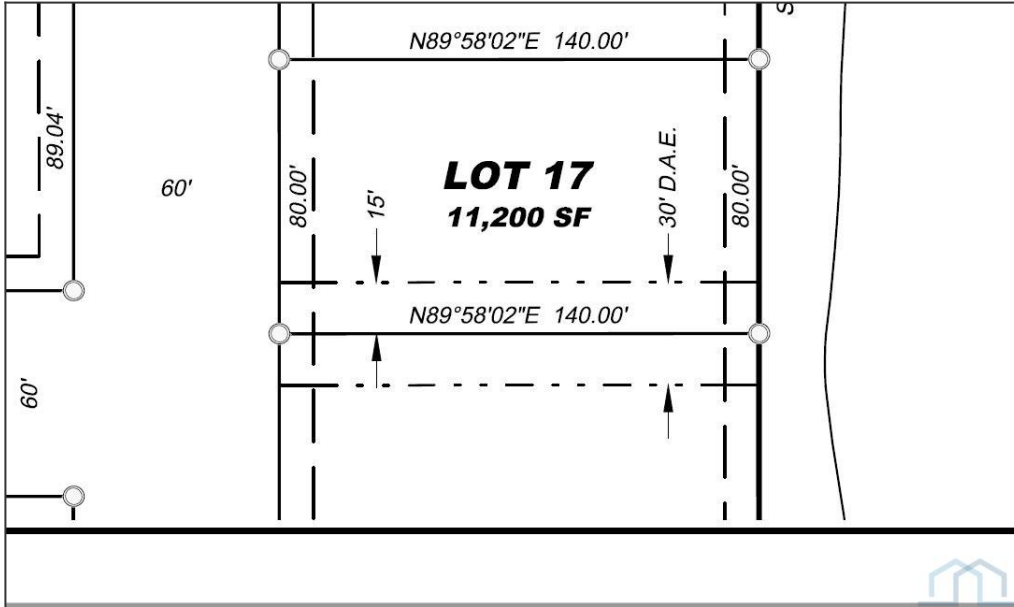 S
N89°58'02"E 140.00'
89.04'
60'
80.00'
LOT 17
11,200 SF
15'
30' D.A.E.
80.00'
N89°58'02"E 140.00'
60'